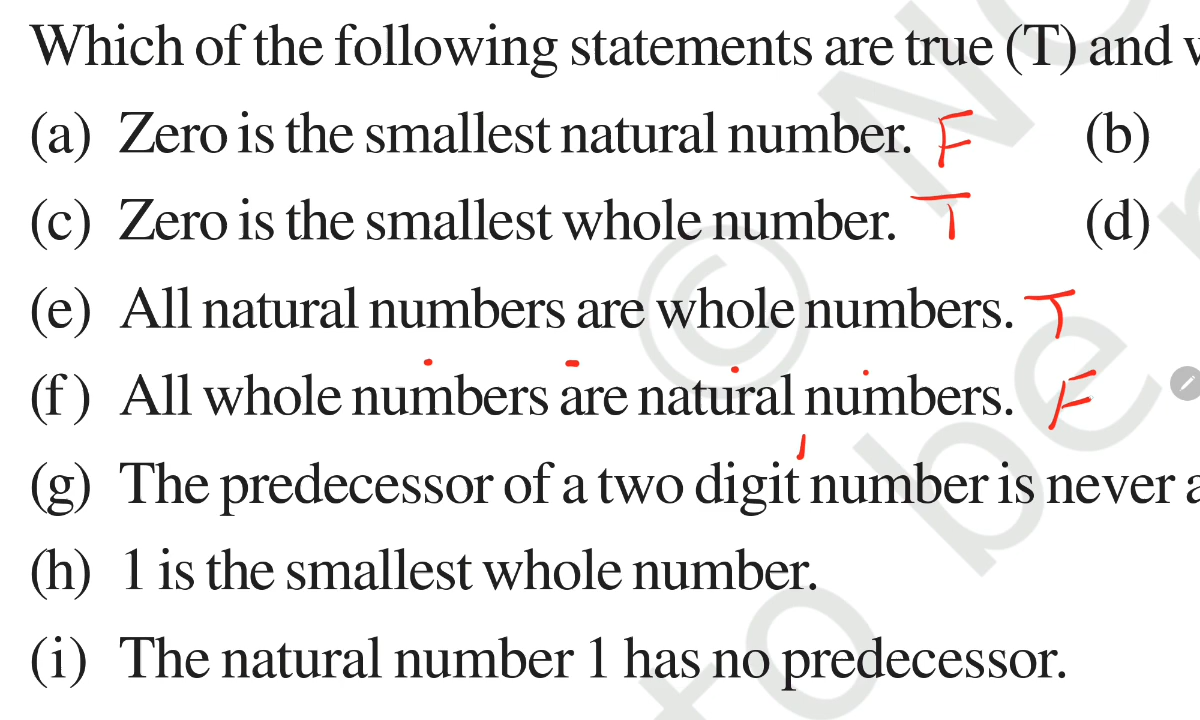 Which of the following statements are true (T) and
(a) Zero is the smallest natural number. F (b)
(c) Zero is the smallest whole number. T (d)
(e) All natural numbers are whole numbers. T
(f) All whole numbers are natural numbers. F
(g) The predecessor of a two digit number is never a
(h) 1 is the smallest whole number.
(i) The natural number 1 has no predecessor.
© to be